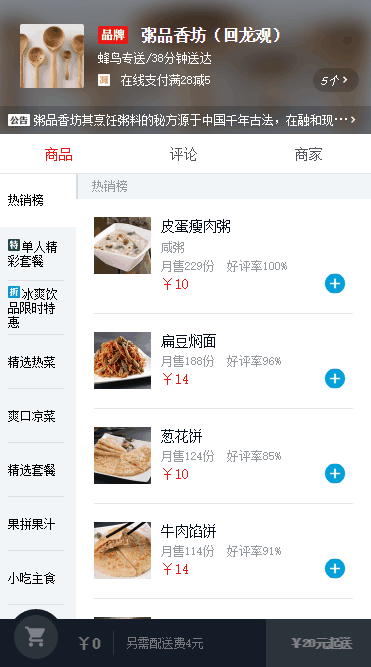 品牌 粥品香坊（回龙观）
蜂鸟专送/38分钟送达
减 在线支付满28减5
5个 >
公告 粥品香坊其烹饪粥料的秘方源于中国千年古法，在融和现··· >
商品 评论 商家
热销榜
特 单人精
彩套餐
折 冰爽饮
品限时特
惠
精选热菜
爽口凉菜
精选套餐
果拼果汁
小吃主食
热销榜
皮蛋瘦肉粥
咸粥
月售229份 好评率100%
￥10
扁豆焖面
月售188份 好评率96%
￥14
葱花饼
月售124份 好评率85%
￥10
牛肉馅饼
月售114份 好评率91%
￥14
￥0 另需配送费4元 ￥20元起送